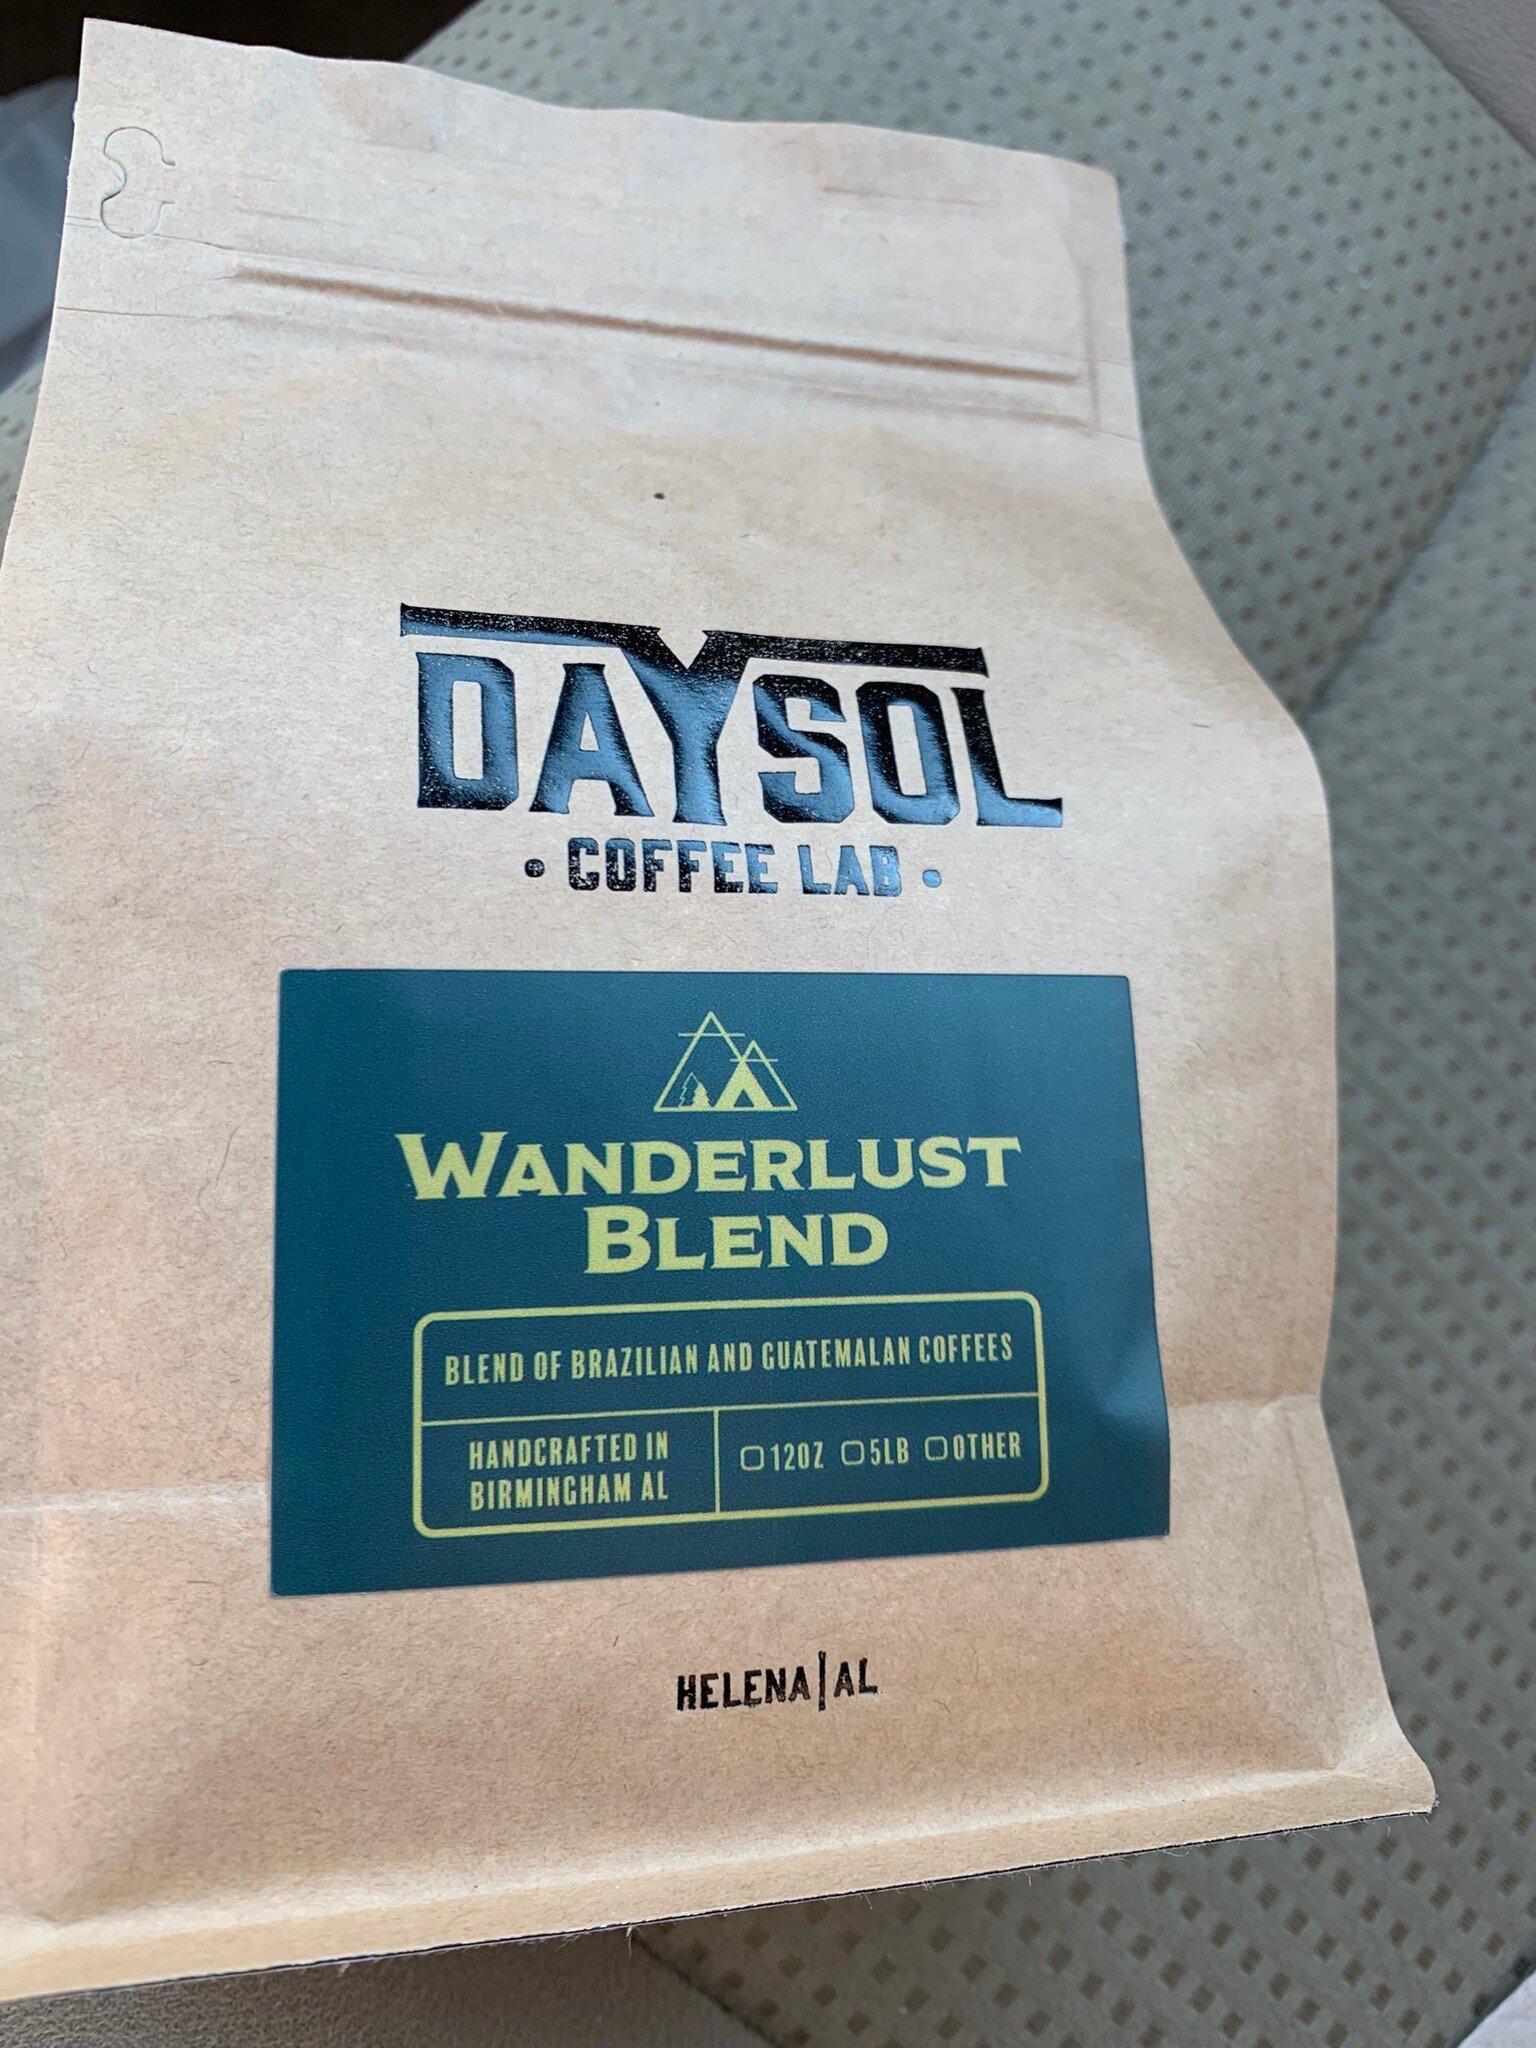 DAYSOL
• COFFEE LAB •
WANDERLUST
BLEND
BLEND OF BRAZILIAN AND GUATEMALAN COFFEES
HANDCRAFTED IN
BIRMINGHAM AL
12OZ 5LB OTHER
HELENA|AL